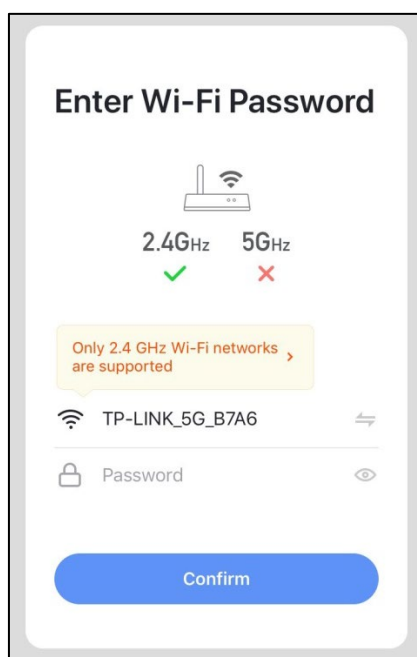 Enter Wi-Fi Password
2.4GHz 5GHz
Only 2.4 GHz Wi-Fi networks
are supported
TP-LINK_5G_B7A6
Password
Confirm